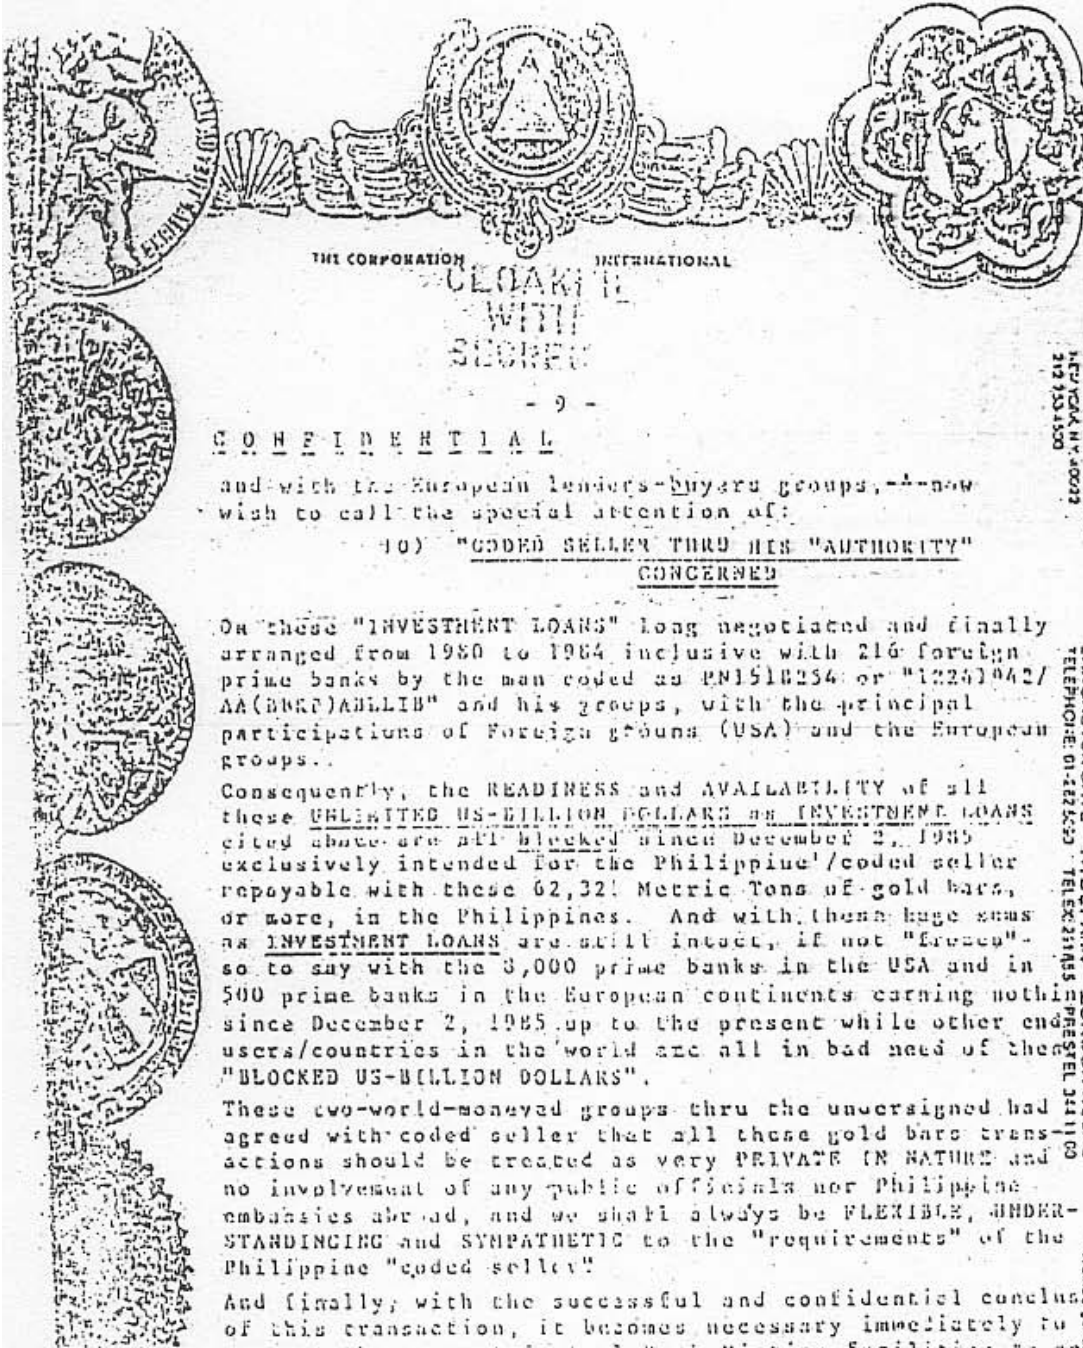 THE CORPORATION INTERNATIONAL
WITH
- 9 -
CONFIDENTIAL
and with the European lenders-buyers groups, now
wish to call the special attention of:
10) "CODED SELLER THRU HIS "AUTHORITY"
CONCERNED
On these "INVESTMENT LOANS" long negotiated and finally
arranged from 1980 to 1984 inclusive with 216 foreign
prime banks by the man coded as or
and his groups, with the principal
participations of Foreign groups (USA) and the European
groups..
Consequently, the READINESS and AVAILABILITY of all
these UNLIMITED US-BILLION DOLLARS as INVESTMENT LOANS
cited above are all blocked since December 2, 1985
exclusively intended for the Philippine'/coded seller
repayable with these Metric Tons of gold bars,
or more, in the Philippines. And with these huge sums
as INVESTMENT LOANS are still intact, if not "frozen"-
so to say with the 8,000 prime banks in the USA and in
500 prime banks in the European continents earning nothing
since December 2, 1985 up to the present while other end
users/countries in the world are all in bad need of them
"BLOCKED US-BILLION DOLLARS".
These two-world-moneyed groups thru the undersigned had
agreed with coded seller that all these gold bars trans-
actions should be treated as very PRIVATE IN NATURE and
no involvement of any public officials nor Philippine
embassies abroad, and we shall always be FLEXIBLE, UNDER-
STANDINGING and SYMPATHETIC to the "requirements" of the
Philippine "coded seller"
And finally, with the successful and confidential conclus
of this transaction, it becomes necessary immediately to
NEW YORK, N.Y. 10022
TELEPHONE: